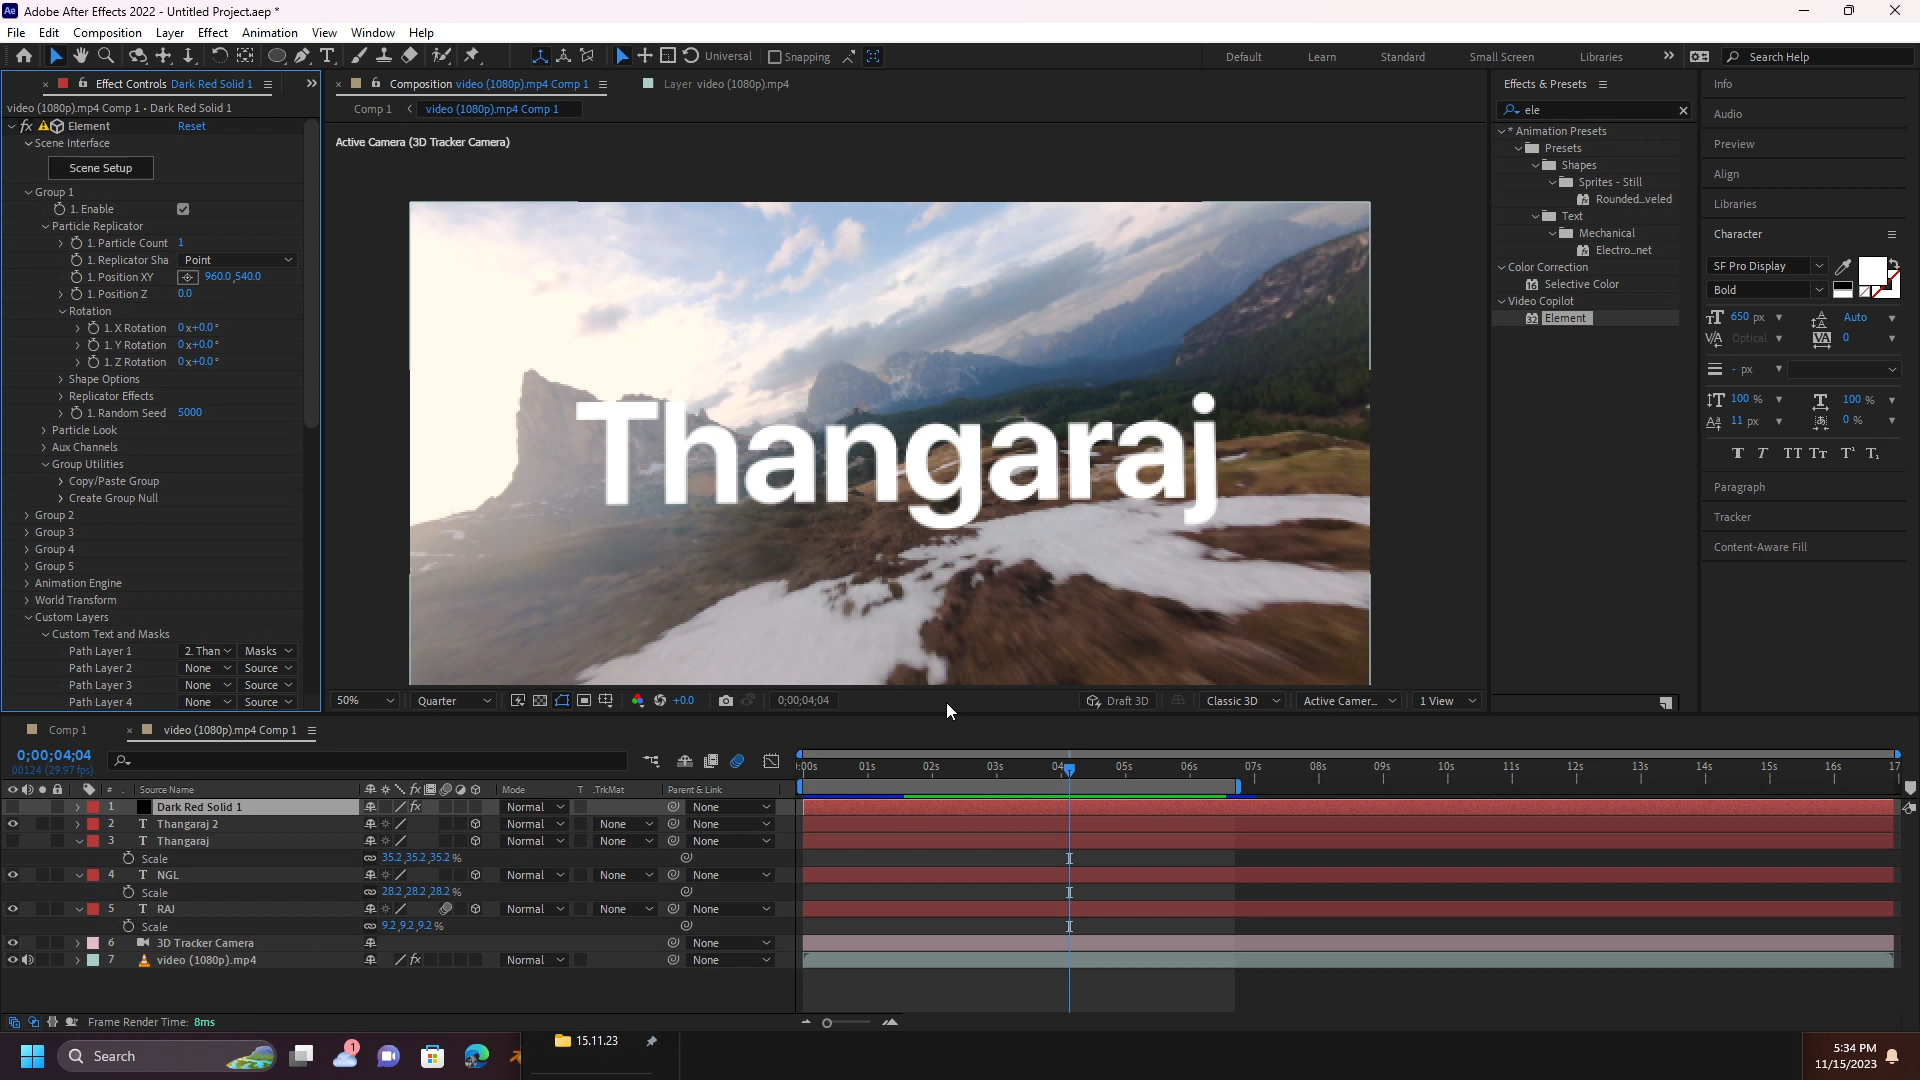 Adobe After Effects 2022 - Untitled Project.aep *
File Edit Composition Layer Effect Animation View Window Help
Universal Snapping Default Learn Standard Small Screen Libraries Search Help
Effect Controls Dark Red Solid 1
video (1080p).mp4 Comp 1 • Dark Red Solid 1
fx Element Reset
Scene Interface
Scene Setup
Group 1
1. Enable
Particle Replicator
1. Particle Count 1
1. Replicator Sha Point
1. Position XY 960.0,540.0
1. Position Z 0.0
Rotation
1. X Rotation 0x+0.0°
1. Y Rotation 0x+0.0°
1. Z Rotation 0x+0.0°
Shape Options
Replicator Effects
1. Random Seed 5000
Particle Look
Aux Channels
Group Utilities
Copy/Paste Group
Create Group Null
Group 2
Group 3
Group 4
Group 5
Animation Engine
World Transform
Custom Layers
Custom Text and Masks
Path Layer 1 2. Than Masks
Path Layer 2 None Source
Path Layer 3 None Source
Path Layer 4 None Source
Composition video (1080p).mp4 Comp 1 Layer video (1080p).mp4
Comp 1 video (1080p).mp4 Comp 1
Active Camera (3D Tracker Camera)
Thangaraj
50% Quarter +0.0 0;00;04;04 Draft 3D Classic 3D Active Camer... 1 View
Effects & Presets
ele
* Animation Presets
Presets
Shapes
Sprites - Still
Rounded...veled
Text
Mechanical
Electro...net
Color Correction
Selective Color
Video Copilot
Element
Info
Audio
Preview
Align
Libraries
Character
SF Pro Display
Bold
650 px Auto
Optical 0
- px
100 % 100 %
11 px 0 %
T T TT Tт T¹ T₁
Paragraph
Tracker
Content-Aware Fill
Comp 1 video (1080p).mp4 Comp 1
0;00;04;04
00124 (29.97 fps)
:00s 01s 02s 03s 04 05s 06s 07s 08s 09s 10s 11s 12s 13s 14s 15s 16s 17
# . Source Name fx Mode T .TrkMat Parent & Link
1 Dark Red Solid 1 fx Normal None
2 T Thangaraj 2 Normal None None
3 T Thangaraj Normal None None
Scale 35.2,35.2,35.2%
4 T NGL Normal None None
Scale 28.2,28.2,28.2%
5 T RAJ Normal None None
Scale 9.2,9.2,9.2%
6 3D Tracker Camera None
7 video (1080p).mp4 fx Normal None
Frame Render Time: 8ms
Search 1 15.11.23
5:34 PM
11/15/2023